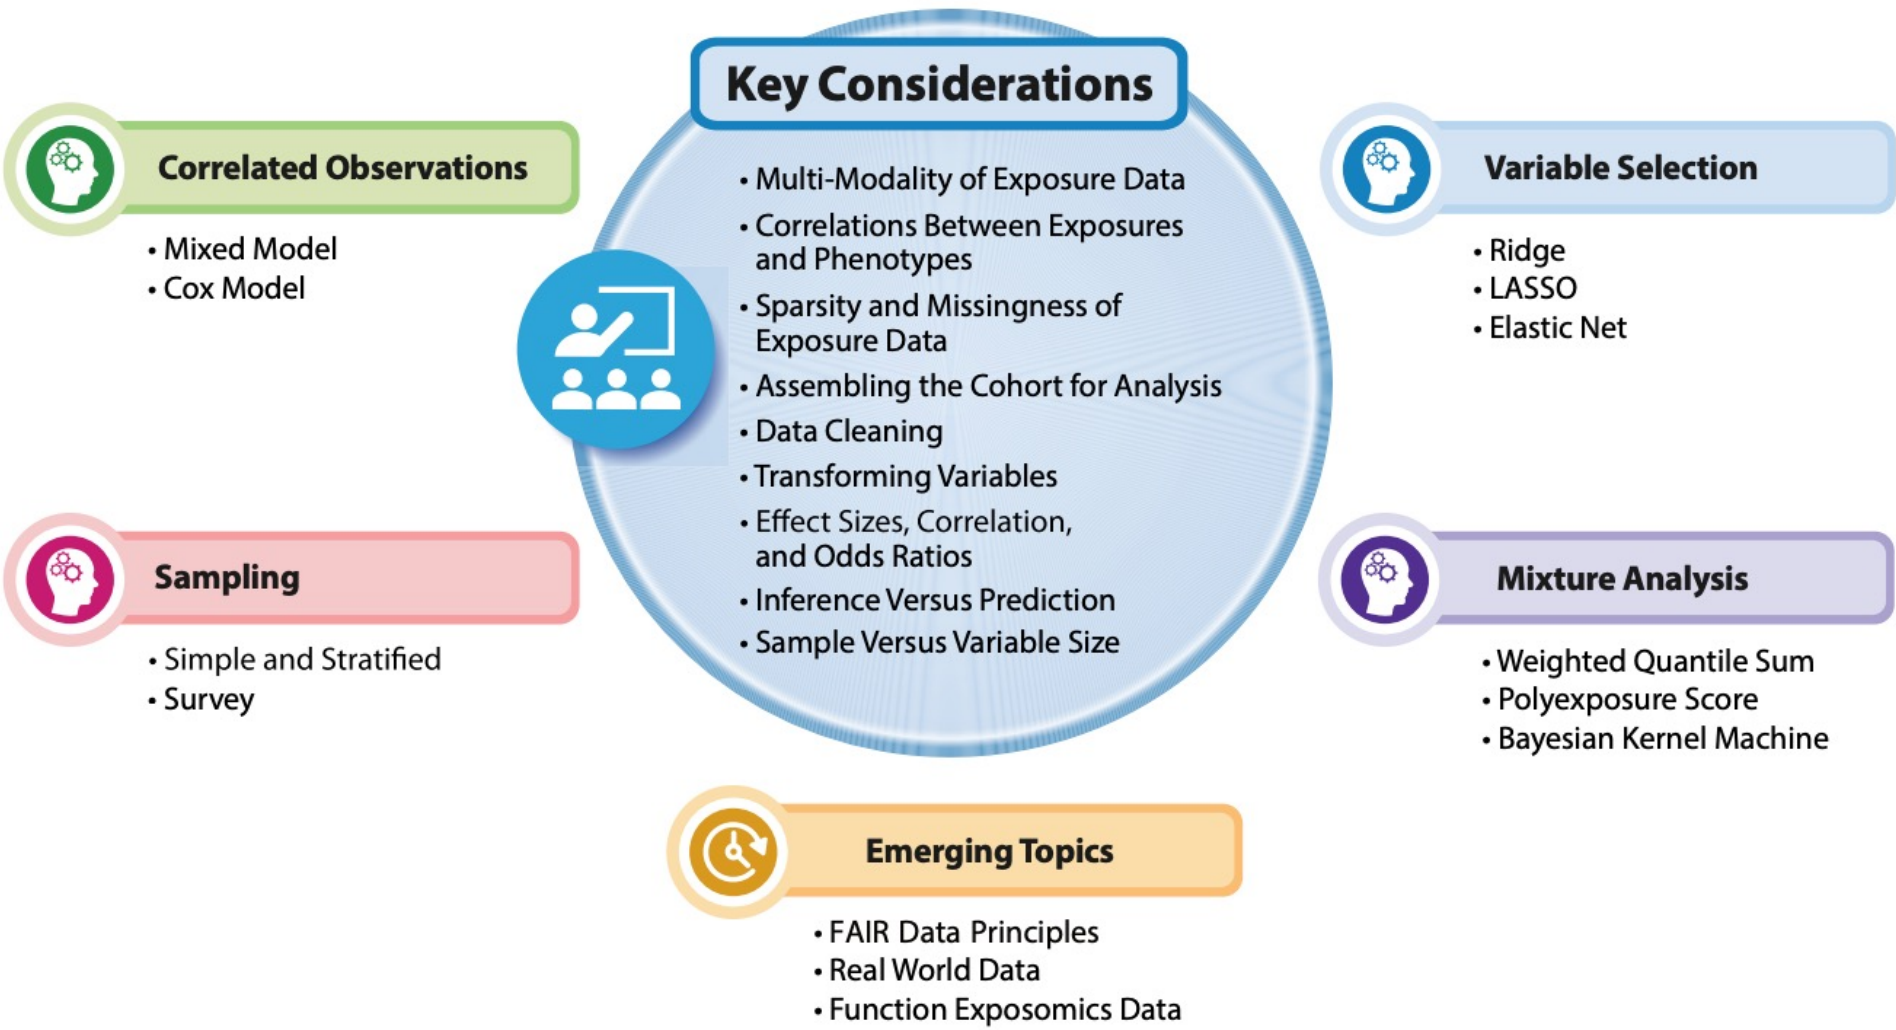 Key Considerations
• Multi-Modality of Exposure Data
• Correlations Between Exposures
and Phenotypes
• Sparsity and Missingness of
Exposure Data
• Assembling the Cohort for Analysis
• Data Cleaning
• Transforming Variables
• Effect Sizes, Correlation,
and Odds Ratios
• Inference Versus Prediction
• Sample Versus Variable Size
Correlated Observations
• Mixed Model
• Cox Model
Sampling
• Simple and Stratified
• Survey
Variable Selection
• Ridge
• LASSO
• Elastic Net
Mixture Analysis
• Weighted Quantile Sum
• Polyexposure Score
• Bayesian Kernel Machine
Emerging Topics
• FAIR Data Principles
• Real World Data
• Function Exposomics Data